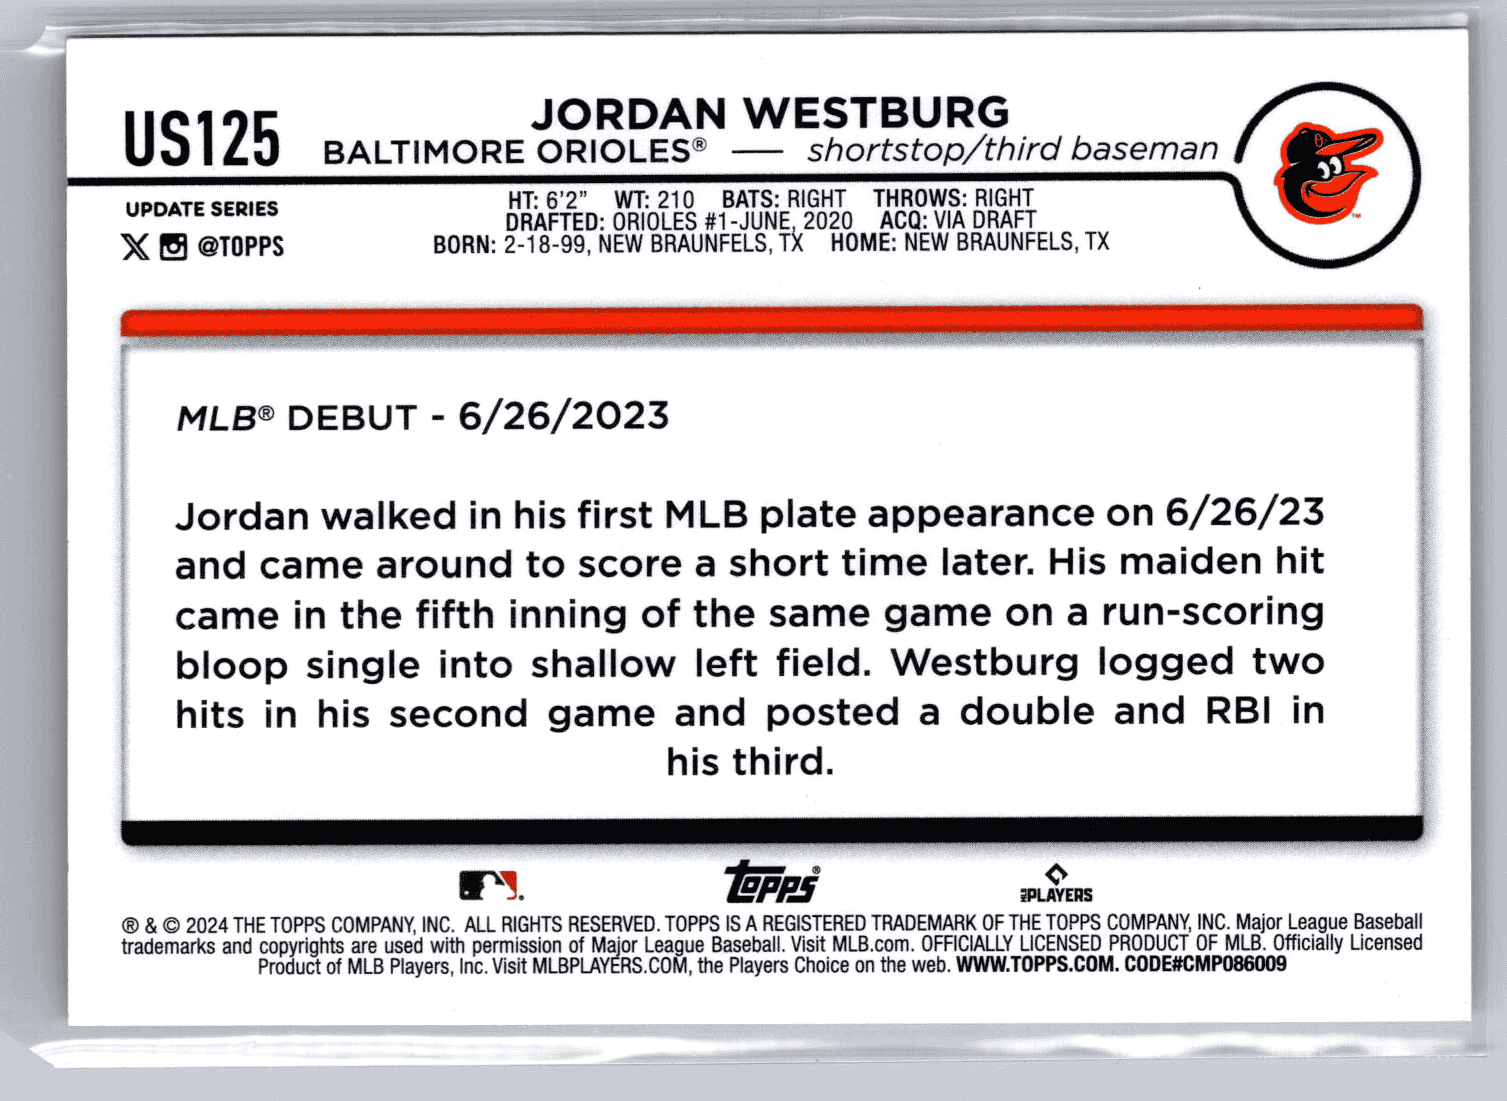 US125
JORDAN WESTBURG
BALTIMORE ORIOLES® — shortstop/third baseman
UPDATE SERIES
@TOPPS
HT: 6'2" WT: 210 BATS: RIGHT THROWS: RIGHT
DRAFTED: ORIOLES #1-JUNE, 2020 ACQ: VIA DRAFT
BORN: 2-18-99, NEW BRAUNFELS, TX HOME: NEW BRAUNFELS, TX
TM
MLB® DEBUT - 6/26/2023
Jordan walked in his first MLB plate appearance on 6/26/23
and came around to score a short time later. His maiden hit
came in the fifth inning of the same game on a run-scoring
bloop single into shallow left field. Westburg logged two
hits in his second game and posted a double and RBI in
his third.
Topps®
MLB PLAYERS
® & © 2024 THE TOPPS COMPANY, INC. ALL RIGHTS RESERVED. TOPPS IS A REGISTERED TRADEMARK OF THE TOPPS COMPANY, INC. Major League Baseball
trademarks and copyrights are used with permission of Major League Baseball. Visit MLB.com. OFFICIALLY LICENSED PRODUCT OF MLB. Officially Licensed
Product of MLB Players, Inc. Visit MLBPLAYERS.COM, the Players Choice on the web. WWW.TOPPS.COM. CODE#CMP086009